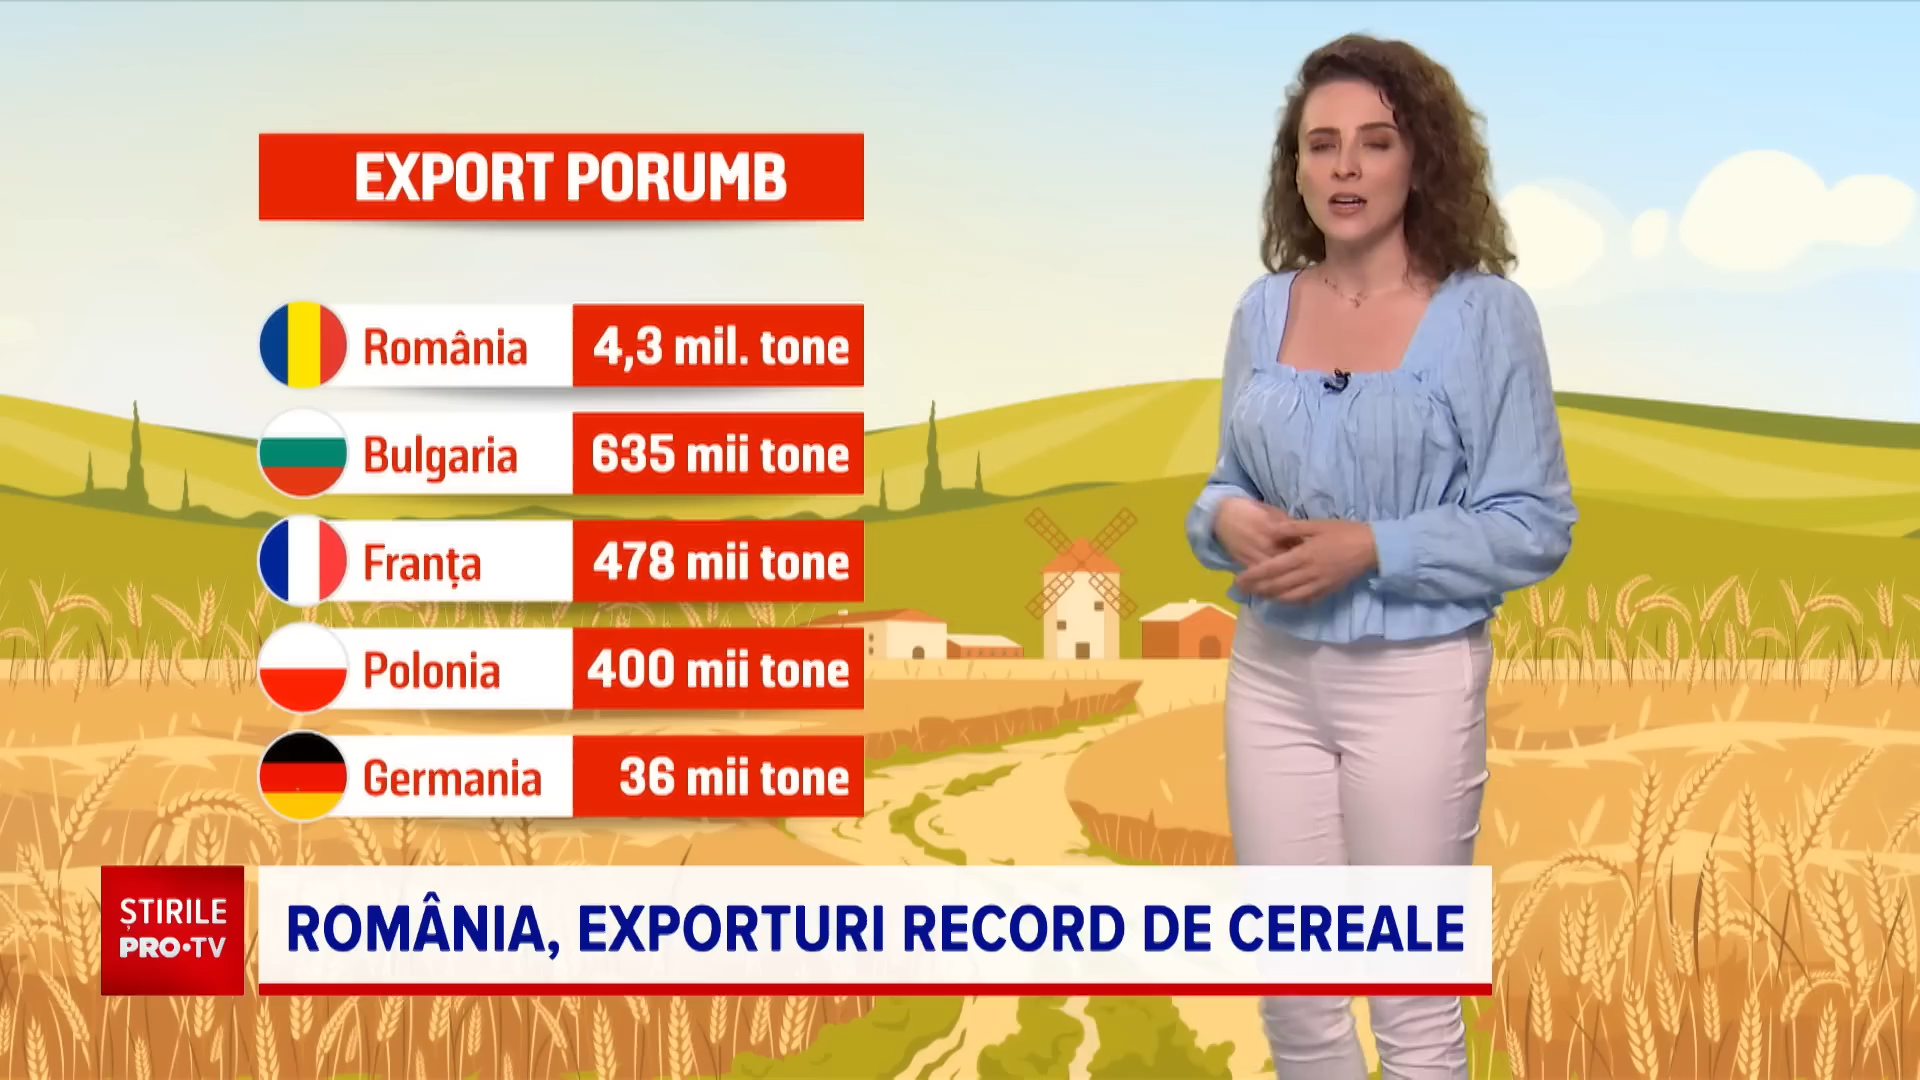 EXPORT PORUMB
România 4,3 mil. tone
Bulgaria 635 mii tone
Franța 478 mii tone
Polonia 400 mii tone
Germania 36 mii tone
ȘTIRILE
PRO•TV
ROMÂNIA, EXPORTURI RECORD DE CEREALE